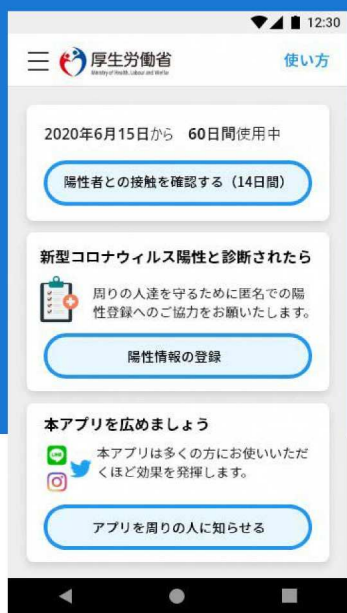 12:30
厚生労働省
Ministry of Health, Labour and Welfare
使い方
2020年6月15日から 60日間使用中
陽性者との接触を確認する（14日間）
新型コロナウィルス陽性と診断されたら
周りの人達を守るために匿名での陽
性登録へのご協力をお願いいたします。
陽性情報の登録
本アプリを広めましょう
本アプリは多くの方にお使いいただ
くほど効果を発揮します。
アプリを周りの人に知らせる